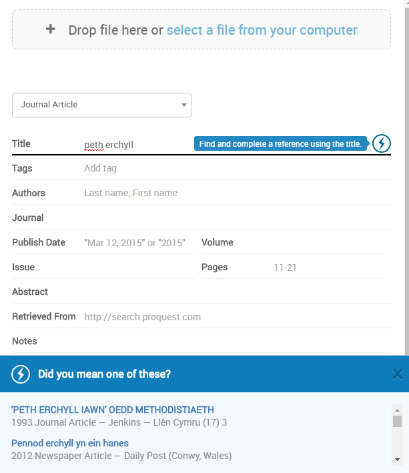 + Drop file here or select a file from your computer
Journal Article
Title peth erchyll Find and complete a reference using the title.
Tags Add tag
Authors Last name, First name
Journal
Publish Date "Mar 12, 2015" or "2015" Volume
Issue Pages 11-21
Abstract
Retrieved From http://search.proquest.com
Notes
Did you mean one of these? X
'PETH ERCHYLL IAWN' OEDD METHODISTIAETH
1993 Journal Article — Jenkins — Llên Cymru (17) 3
Pennod erchyll yn ein hanes
2012 Newspaper Article — Daily Post (Conwy, Wales)